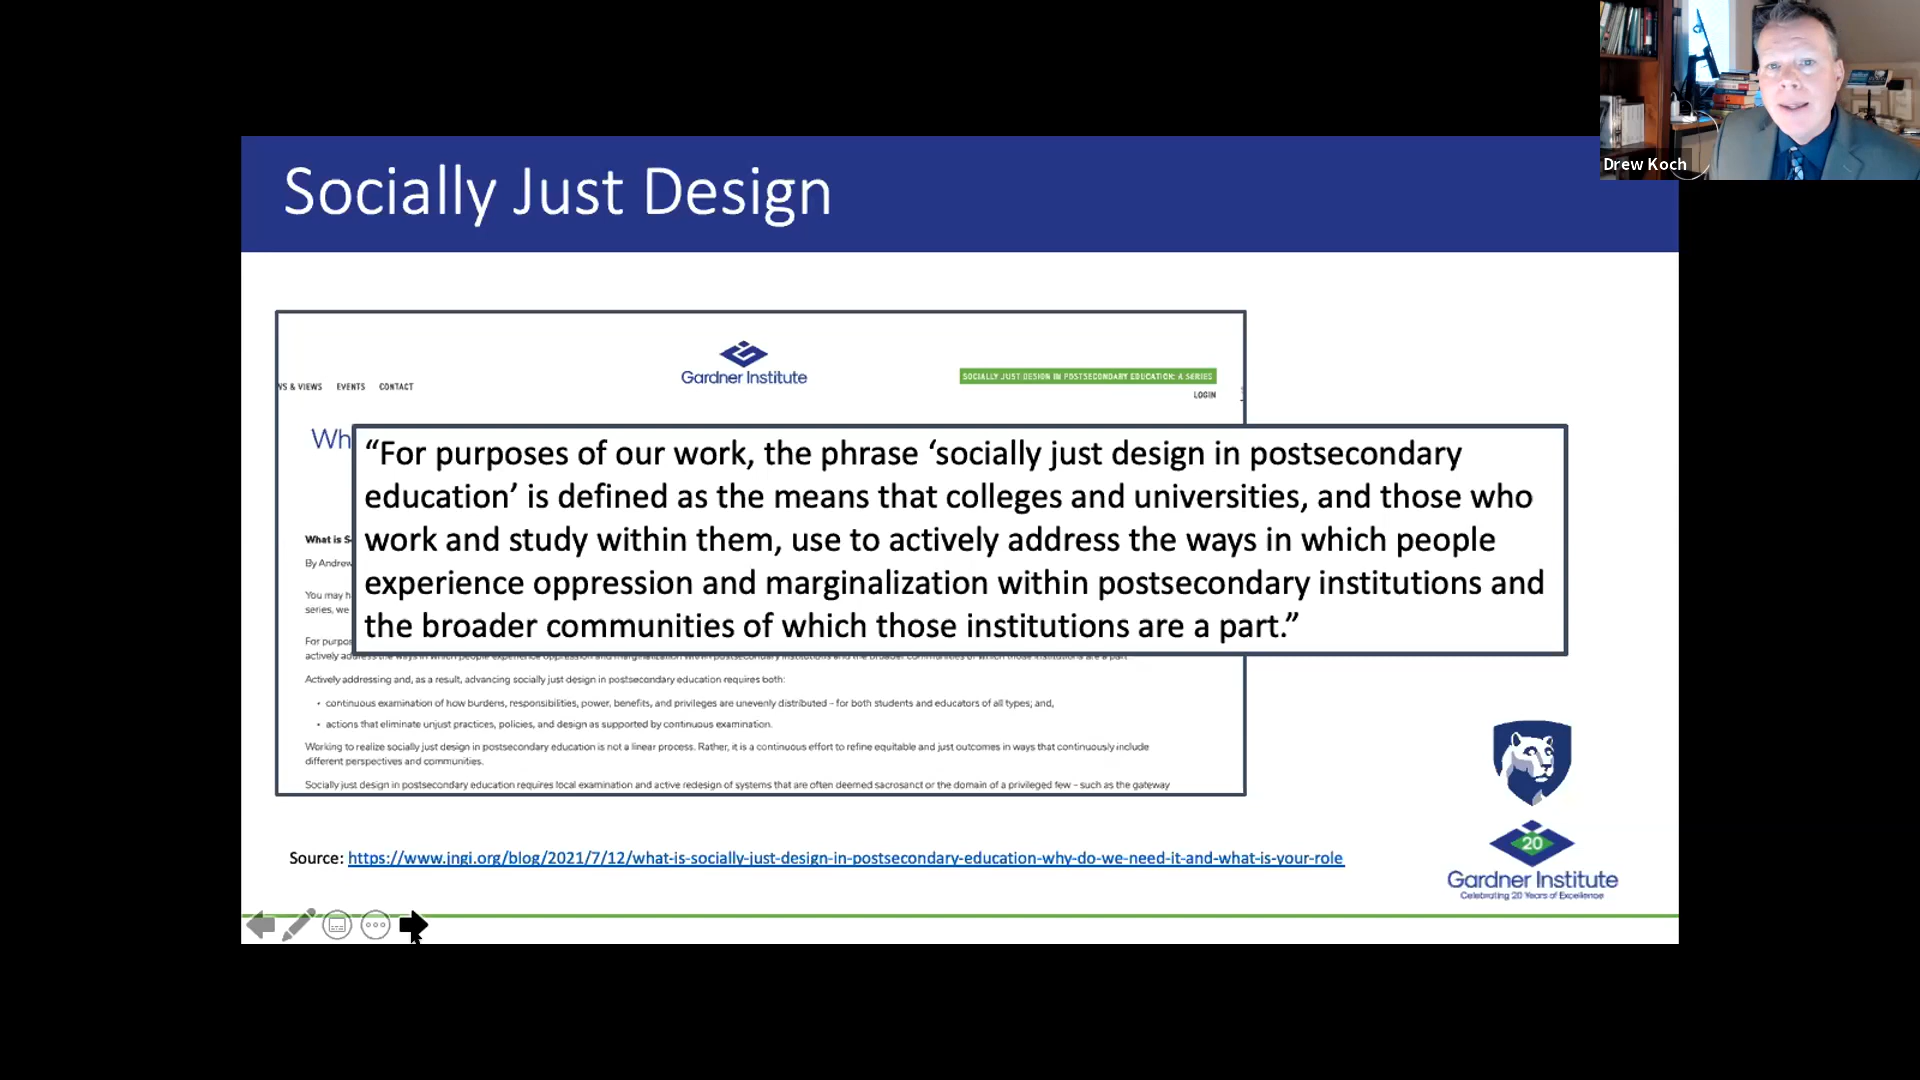 Drew Koch
Socially Just Design
Gardner Institute
SOCIALLY JUST DESIGN IN POSTSECONDARY EDUCATION: A SERIES
& VIEWS EVENTS CONTACT
LOGIN
“For purposes of our work, the phrase ‘socially just design in postsecondary
education’ is defined as the means that colleges and universities, and those who
work and study within them, use to actively address the ways in which people
experience oppression and marginalization within postsecondary institutions and
the broader communities of which those institutions are a part.”
What is
By Andrew
You may
series, we
For
Actively addressing and, as a result, advancing socially just design in postsecondary education requires both:
• continuous examination of how burdens, responsibilities, power, benefits, and privileges are unevenly distributed – for both students and educators of all types; and,
• actions that eliminate unjust practices, policies, and design as supported by continuous examination.
Working to realize socially just design in postsecondary education is not a linear process. Rather, it is a continuous effort to refine equitable and just outcomes in ways that continuously include
different perspectives and communities.
Socially just design in postsecondary education requires local examination and active redesign of systems that are often deemed sacrosanct or the domain of a privileged few – such as the gateway
Source: https://www.jngi.org/blog/2021/7/12/what-is-socially-just-design-in-postsecondary-education-why-do-we-need-it-and-what-is-your-role
20
Gardner Institute
Celebrating 20 Years of Excellence